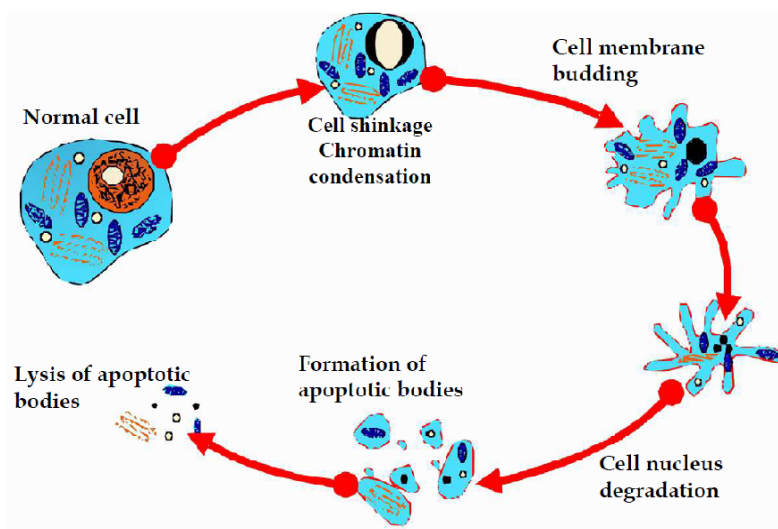 Normal cell
Cell shinkage
Chromatin
condensation
Cell membrane
budding
Cell nucleus
degradation
Formation of
apoptotic bodies
Lysis of apoptotic
bodies